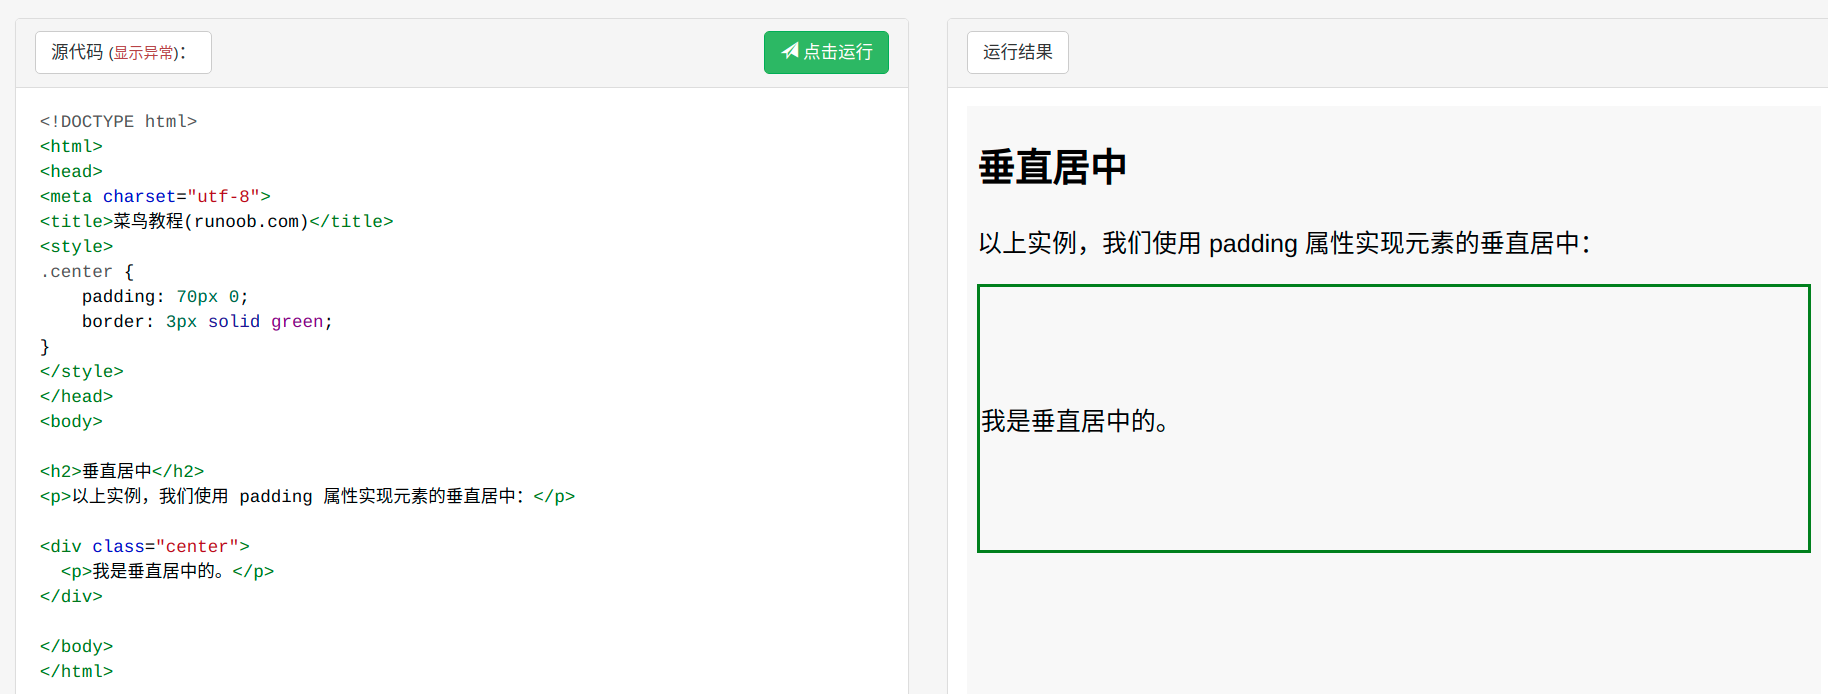 源代码 (显示异常)：
点击运行
<!DOCTYPE html>
<html>
<head>
<meta charset="utf-8">
<title>菜鸟教程(runoob.com)</title>
<style>
.center {
    padding: 70px 0;
    border: 3px solid green;
}
</style>
</head>
<body>

<h2>垂直居中</h2>
<p>以上实例，我们使用 padding 属性实现元素的垂直居中：</p>

<div class="center">
  <p>我是垂直居中的。</p>
</div>

</body>
</html>
运行结果
垂直居中
以上实例，我们使用 padding 属性实现元素的垂直居中：
我是垂直居中的。